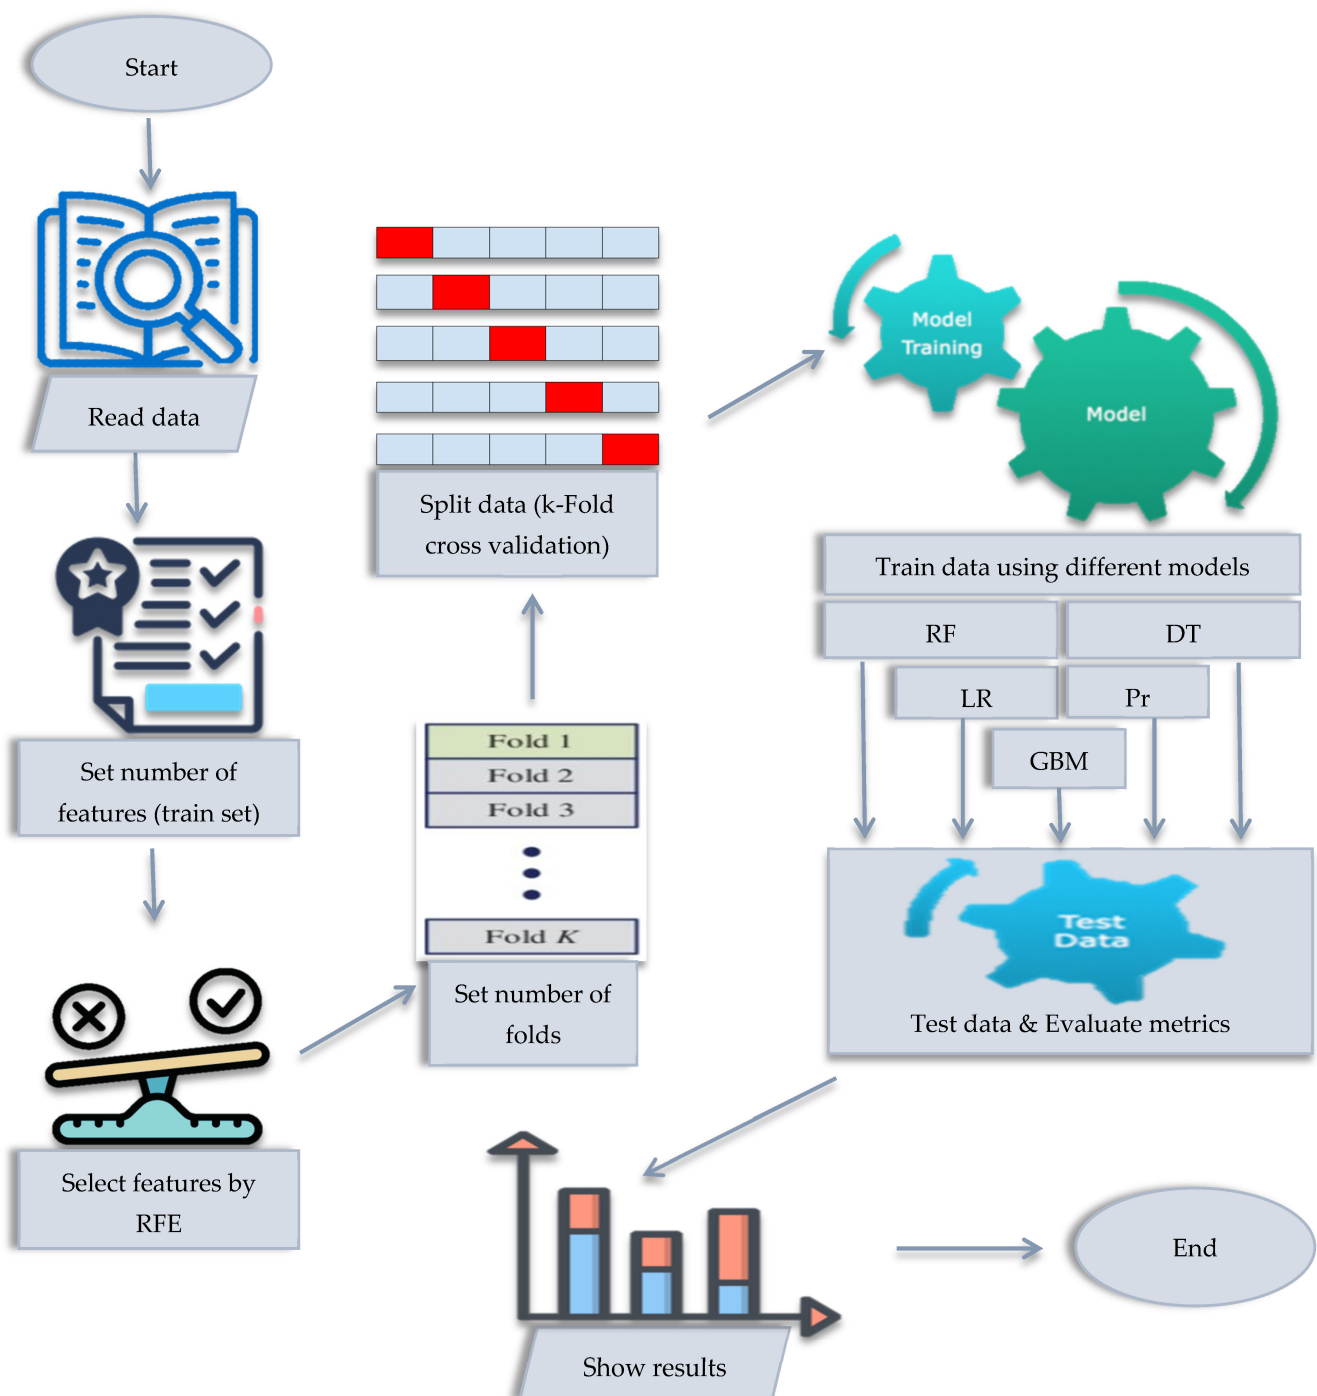 Start
Read data
Set number of
features (train set)
Select features by
RFE
Fold 1
Fold 2
Fold 3
Fold K
Set number of
folds
Split data (k-Fold
cross validation)
Model
Training
Model
Train data using different models
RF
DT
LR
Pr
GBM
Test
Data
Test data & Evaluate metrics
Show results
End